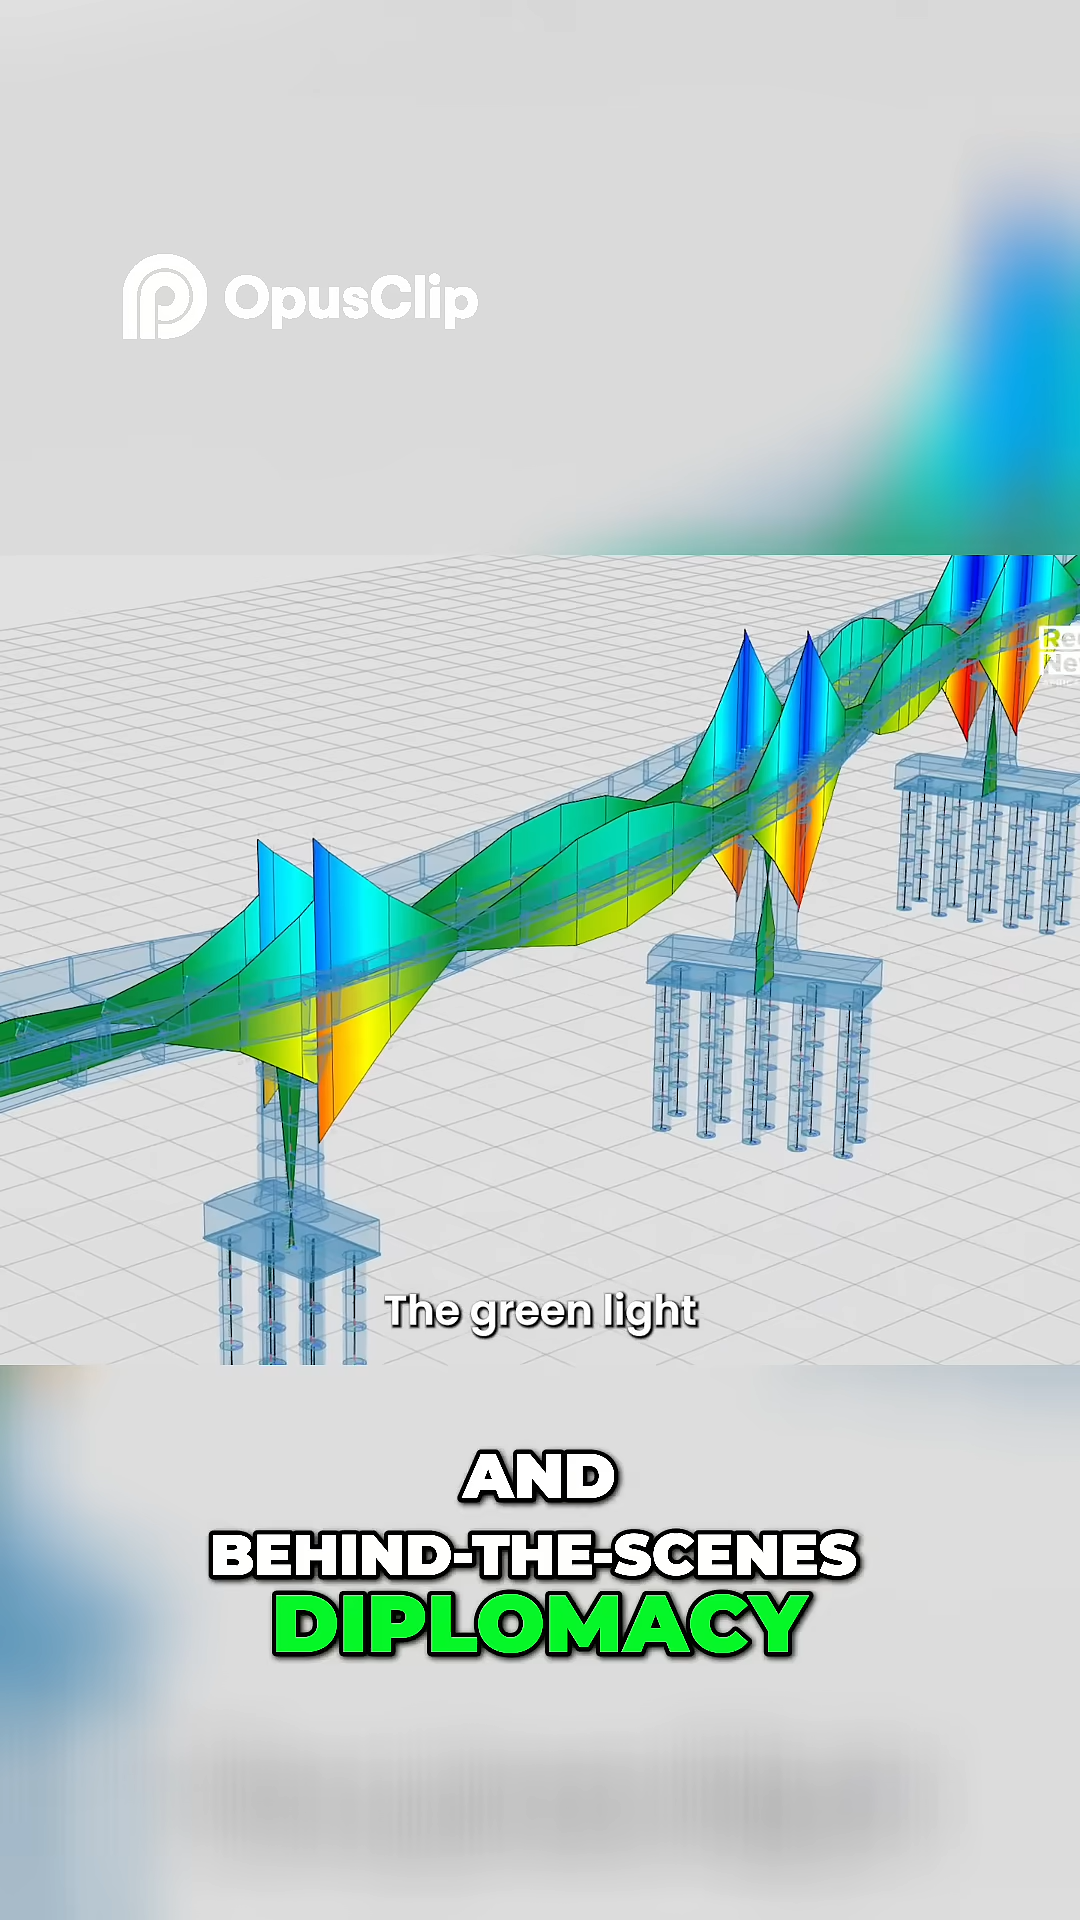 OpusClip
The green light
AND
BEHIND-THE-SCENES
DIPLOMACY